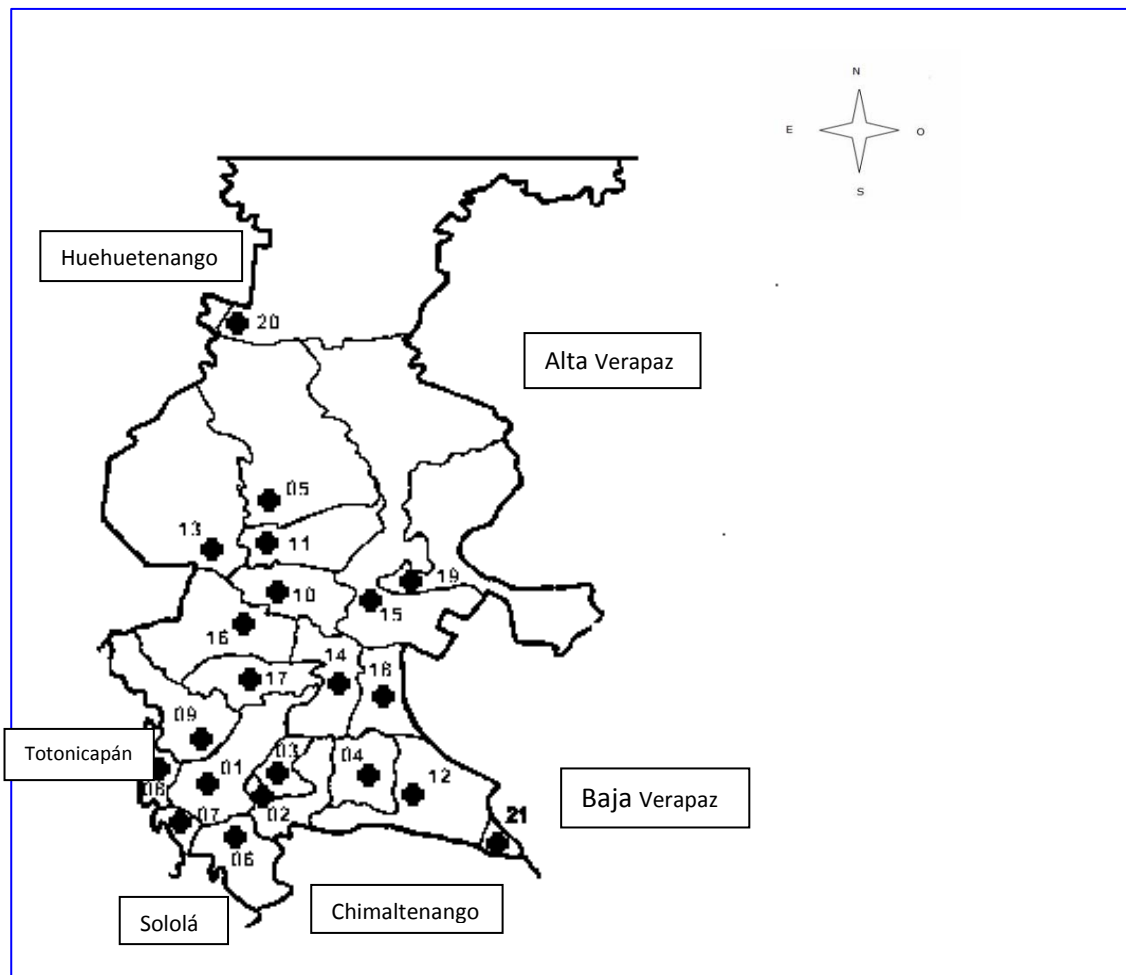 N
E O
S
Huehuetenango
20
Alta Verapaz
05
13
11
19
10
15
16
14
18
17
09
Totonicapán
03
04
01
12
08
Baja Verapaz
02
07
21
06
Chimaltenango
Sololá